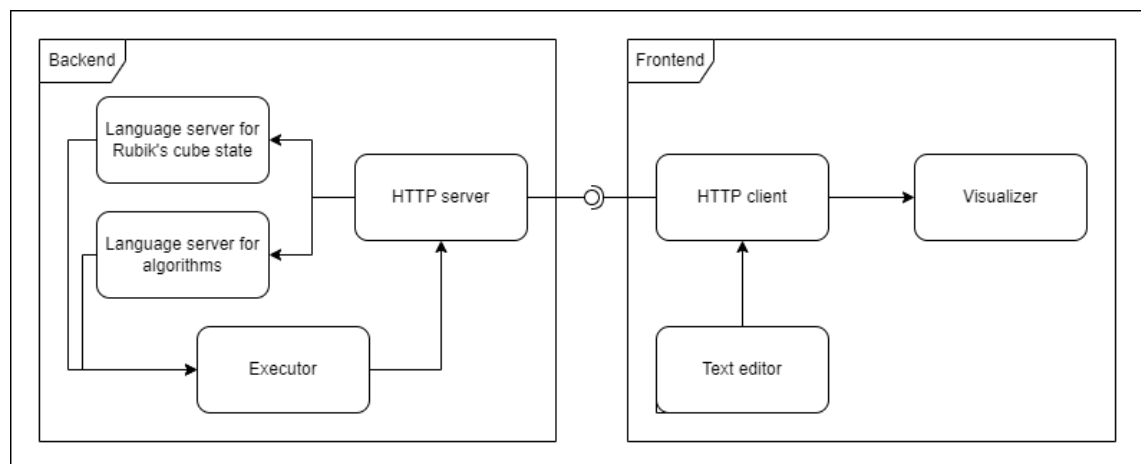 Backend
Language server for
Rubik's cube state
Language server for
algorithms
HTTP server
Executor
Frontend
HTTP client
Visualizer
Text editor